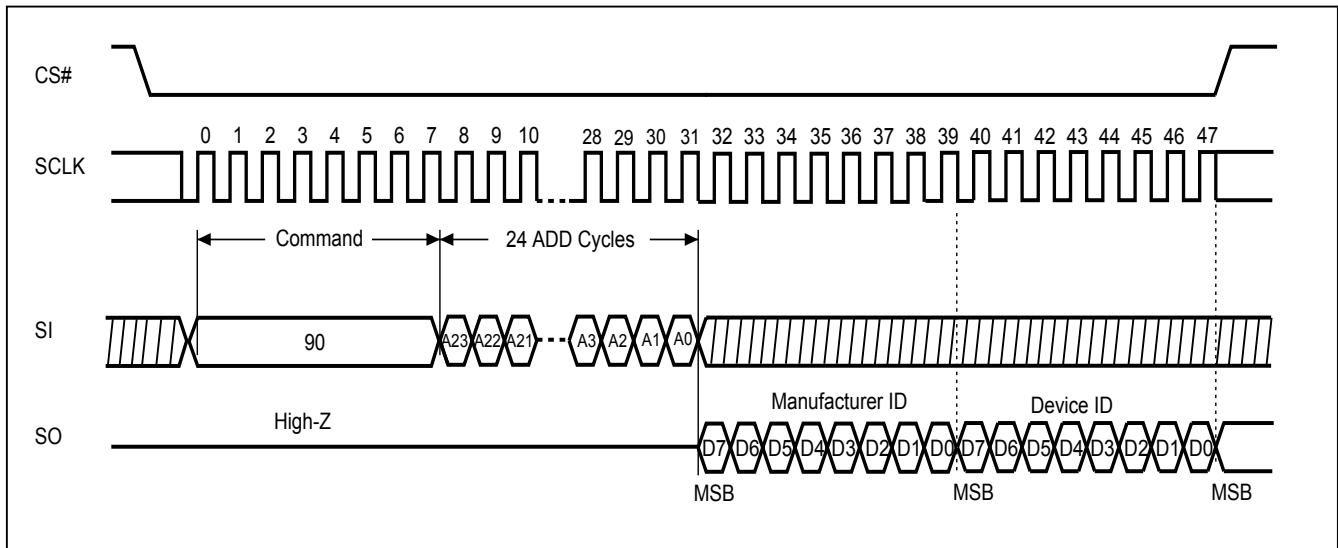 CS#
0 1 2 3 4 5 6 7 8 9 10 28 29 30 31 32 33 34 35 36 37 38 39 40 41 42 43 44 45 46 47
SCLK
Command 24 ADD Cycles
SI 90 A23 A22 A21 A3 A2 A1 A0
Manufacturer ID Device ID
High-Z
SO D7 D6 D5 D4 D3 D2 D1 D0 D7 D6 D5 D4 D3 D2 D1 D0
MSB MSB MSB